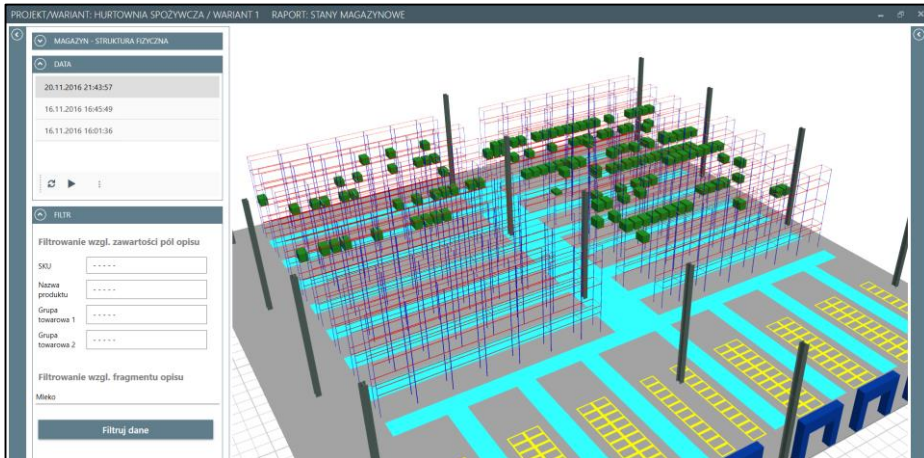 PROJEKT/WARIANT: HURTOWNIA SPOŻYWCZA / WARIANT 1 RAPORT: STANY MAGAZYNOWE
MAGAZYN - STRUKTURA FIZYCZNA
DATA
20.11.2016 21:43:57
16.11.2016 16:45:49
16.11.2016 16:01:36
FILTR
Filtrowanie wzgl. zawartości pól opisu
SKU - - - - -
Nazwa
produktu - - - - -
Grupa
towarowa 1 - - - - -
Grupa
towarowa 2 - - - - -
Filtrowanie wzgl. fragmentu opisu
Mleko
Filtruj dane